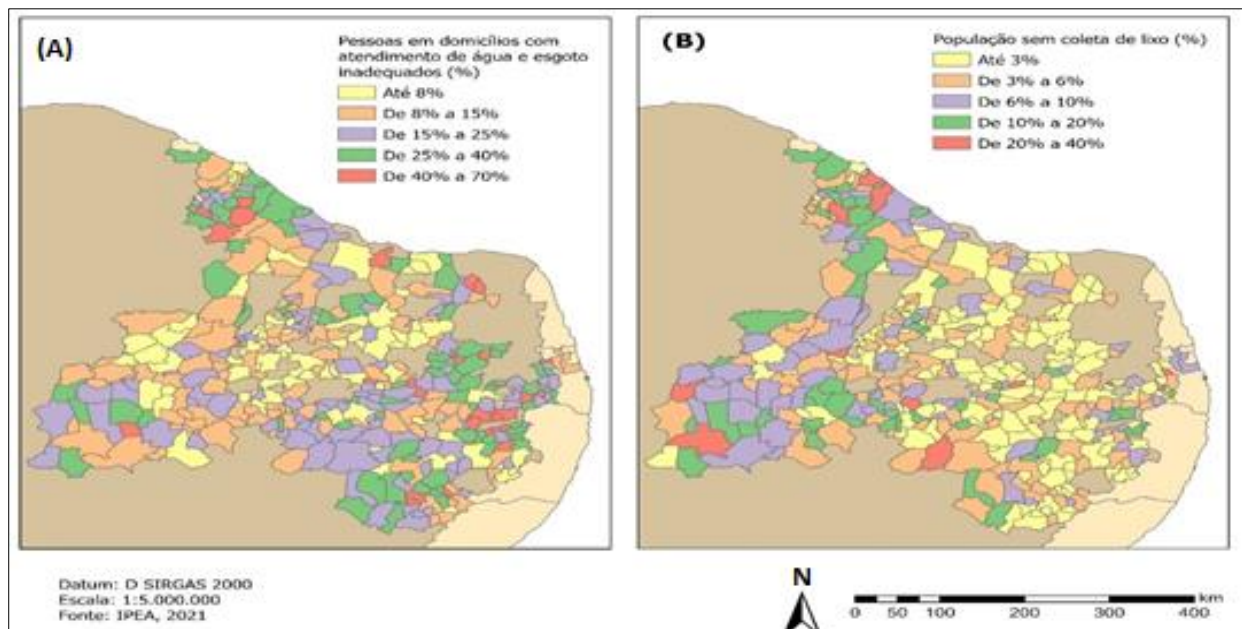 (A)
Pessoas em domicílios com
atendimento de água e esgoto
inadequados (%)
Até 8%
De 8% a 15%
De 15% a 25%
De 25% a 40%
De 40% a 70%
(B)
População sem coleta de lixo (%)
Até 3%
De 3% a 6%
De 6% a 10%
De 10% a 20%
De 20% a 40%
Datum: D SIRGAS 2000
Escala: 1:5.000.000
Fonte: IPEA, 2021
N
km
0 50 100 200 300 400